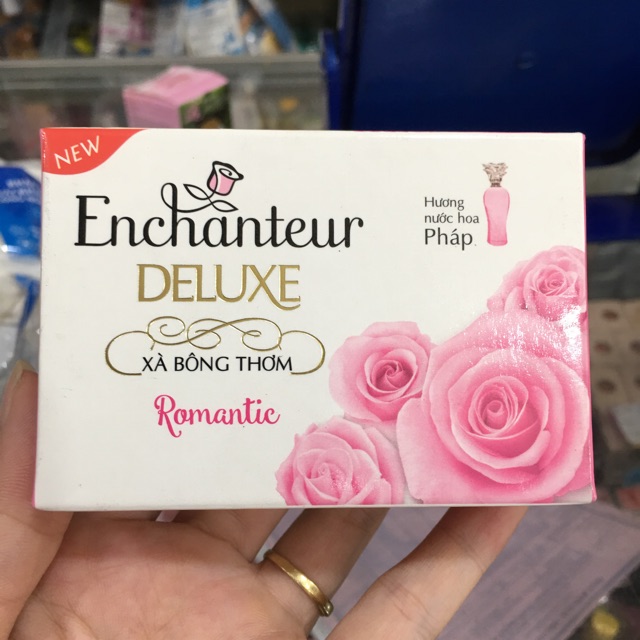 NEW
Enchanteur
DELUXE
XÀ BÔNG THƠM
Romantic
Hương
nước hoa
Pháp